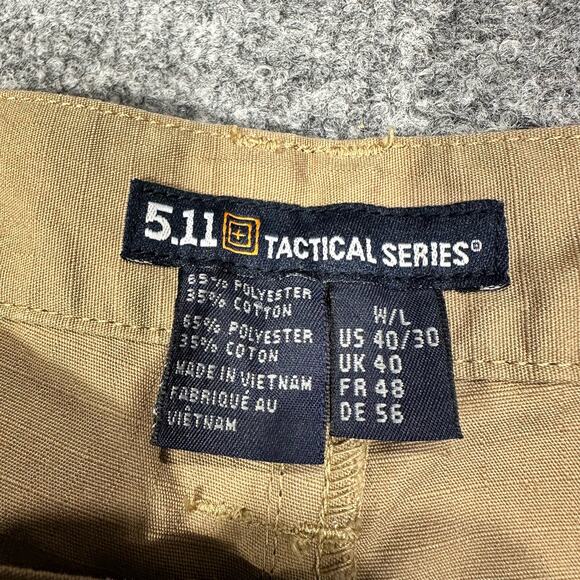 5.11 TACTICAL SERIES®
65% POLYESTER
35% COTTON
65% POLYESTER
35% COTON
MADE IN VIETNAM
FABRIQUÉ AU
VIÊTNAM
W/L
US 40/30
UK 40
FR 48
DE 56